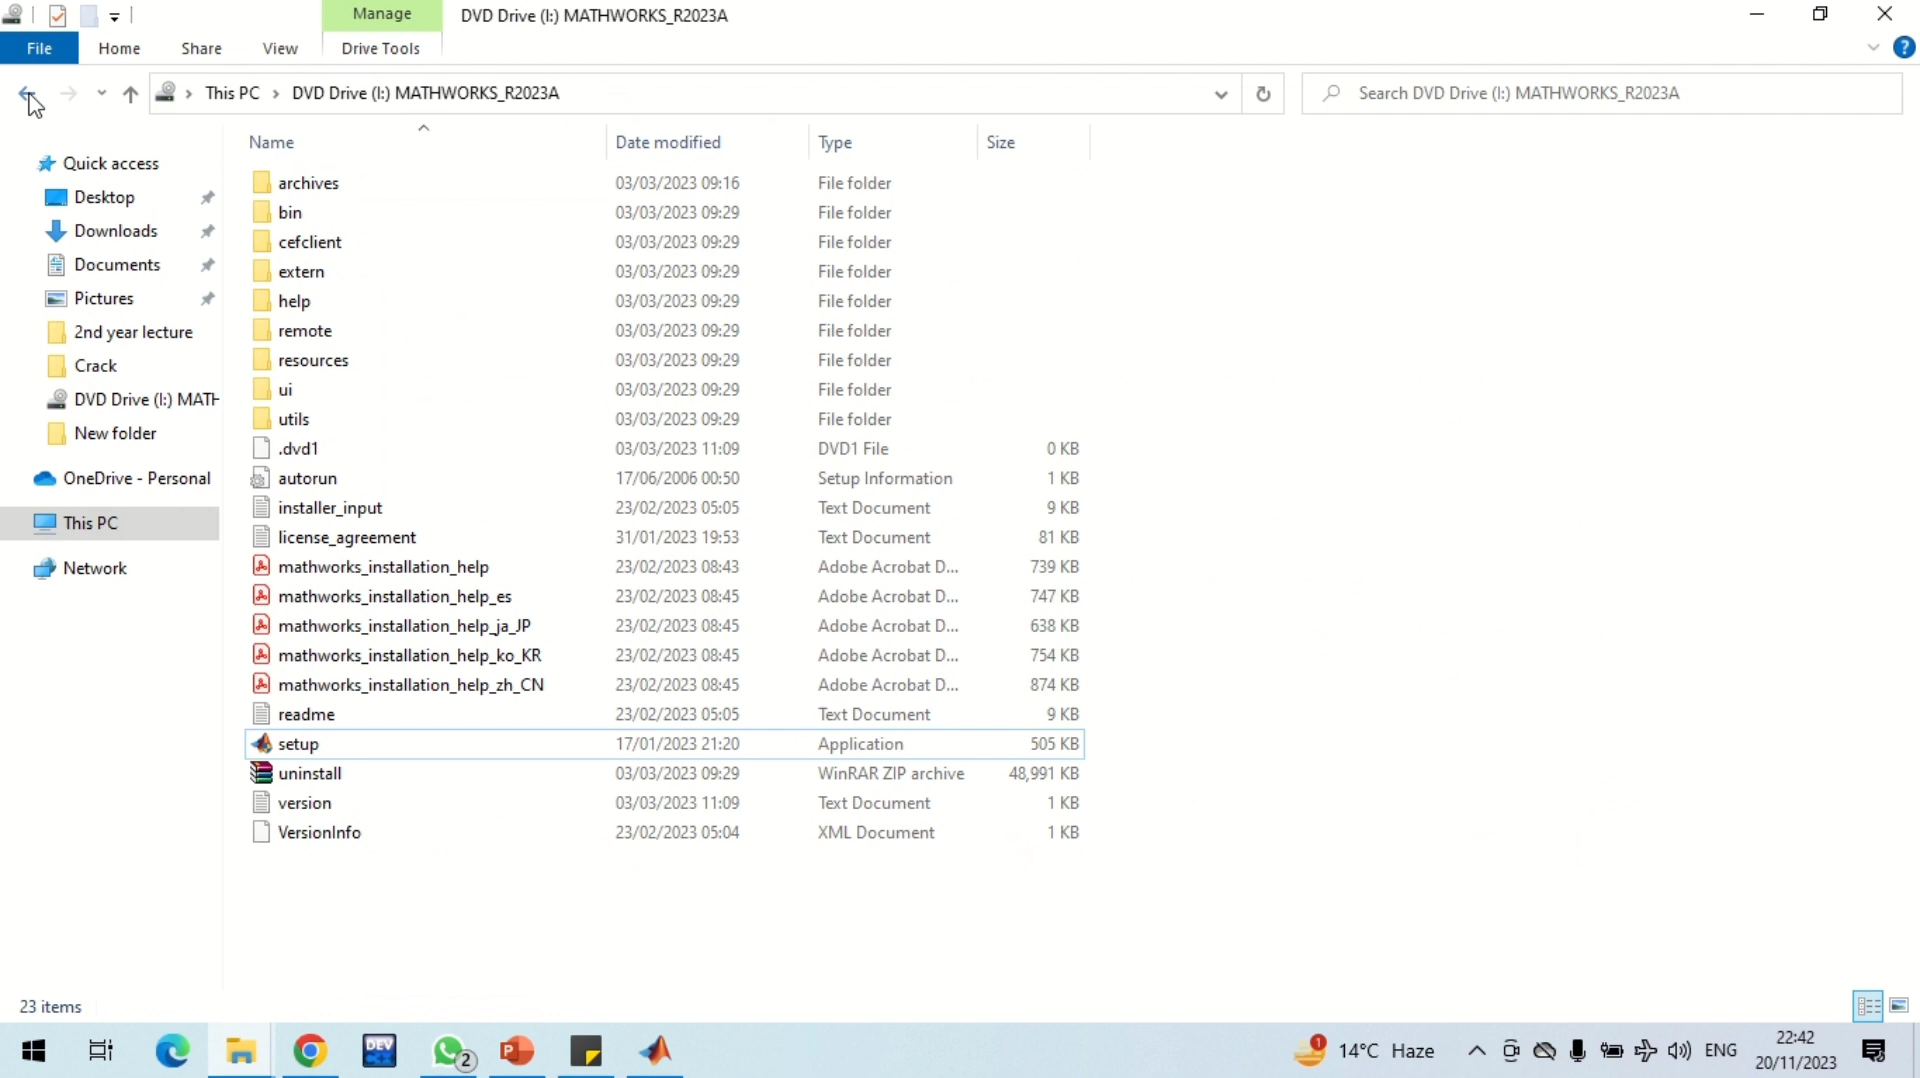 Manage
DVD Drive (I:) MATHWORKS_R2023A
File
Home
Share
View
Drive Tools
This PC
DVD Drive (I:) MATHWORKS_R2023A
Search DVD Drive (I:) MATHWORKS_R2023A
Name
Date modified
Type
Size
Quick access
Desktop
Downloads
Documents
Pictures
2nd year lecture
Crack
DVD Drive (I:) MATH
New folder
OneDrive - Personal
This PC
Network
archives 03/03/2023 09:16 File folder
bin 03/03/2023 09:29 File folder
cefclient 03/03/2023 09:29 File folder
extern 03/03/2023 09:29 File folder
help 03/03/2023 09:29 File folder
remote 03/03/2023 09:29 File folder
resources 03/03/2023 09:29 File folder
ui 03/03/2023 09:29 File folder
utils 03/03/2023 09:29 File folder
.dvd1 03/03/2023 11:09 DVD1 File 0 KB
autorun 17/06/2006 00:50 Setup Information 1 KB
installer_input 23/02/2023 05:05 Text Document 9 KB
license_agreement 31/01/2023 19:53 Text Document 81 KB
mathworks_installation_help 23/02/2023 08:43 Adobe Acrobat D... 739 KB
mathworks_installation_help_es 23/02/2023 08:45 Adobe Acrobat D... 747 KB
mathworks_installation_help_ja_JP 23/02/2023 08:45 Adobe Acrobat D... 638 KB
mathworks_installation_help_ko_KR 23/02/2023 08:45 Adobe Acrobat D... 754 KB
mathworks_installation_help_zh_CN 23/02/2023 08:45 Adobe Acrobat D... 874 KB
readme 23/02/2023 05:05 Text Document 9 KB
setup 17/01/2023 21:20 Application 505 KB
uninstall 03/03/2023 09:29 WinRAR ZIP archive 48,991 KB
version 03/03/2023 11:09 Text Document 1 KB
VersionInfo 23/02/2023 05:04 XML Document 1 KB
23 items
DEV
C++
2
P
1
14°C Haze
ENG
22:42
20/11/2023